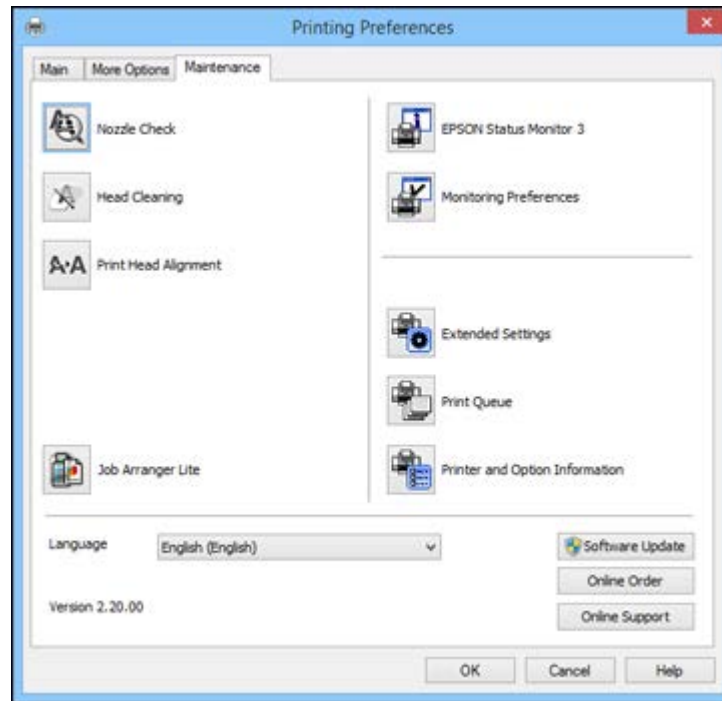 Printing Preferences
Main
More Options
Maintenance
Nozzle Check
EPSON Status Monitor 3
Head Cleaning
Monitoring Preferences
Print Head Alignment
Extended Settings
Print Queue
Job Arranger Lite
Printer and Option Information
Language
English (English)
Software Update
Online Order
Version 2.20.00
Online Support
OK
Cancel
Help